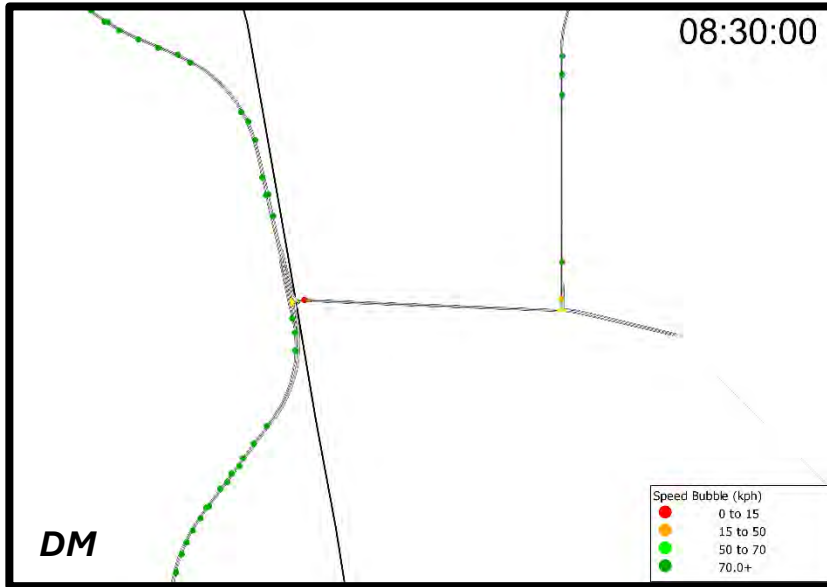 08:30:00
DM
Speed Bubble (kph)
0 to 15
15 to 50
50 to 70
70.0+